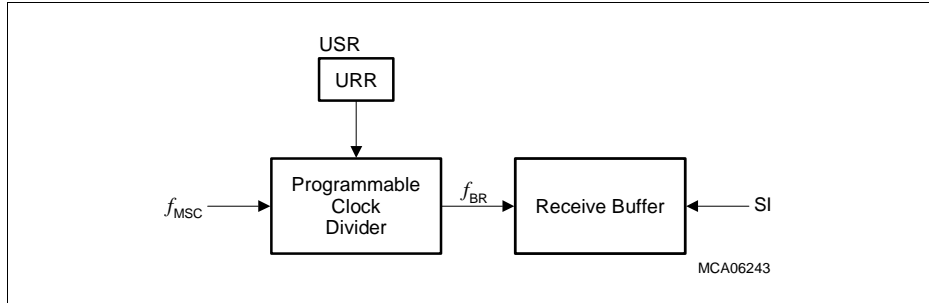 USR
URR
fMSC
Programmable
Clock
Divider
fBR
Receive Buffer
SI
MCA06243